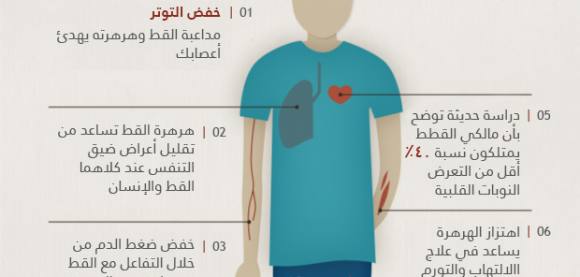 01 | خفض التوتر
مداعبة القط وهرهرته يهدئ
أعصابك
02 | هرهرة القط تساعد من
تقليل أعراض ضيق
التنفس عند كلاهما
القط والإنسان
03 | خفض ضغط الدم من
خلال التفاعل مع القط
05 | دراسة حديثة توضح
بأن مالكي القطط
يمتلكون نسبة ٤٠٪
أقل من التعرض
النوبات القلبية
06 | اهتزاز الهرهرة
يساعد في علاج
الالتهاب والتورم